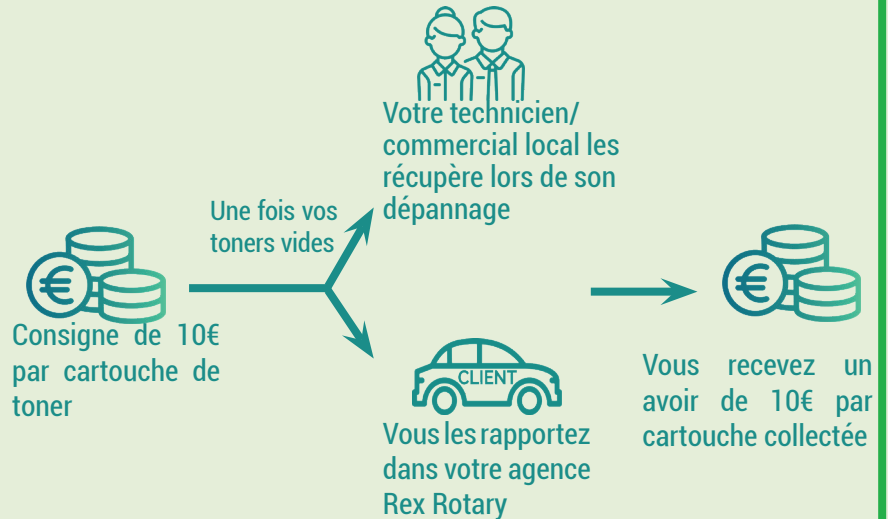 Consigne de 10€
par cartouche de
toner
Une fois vos
toners vides
Votre technicien/
commercial local les
récupère lors de son
dépannage
CLIENT
Vous les rapportez
dans votre agence
Rex Rotary
Vous recevez un
avoir de 10€ par
cartouche collectée